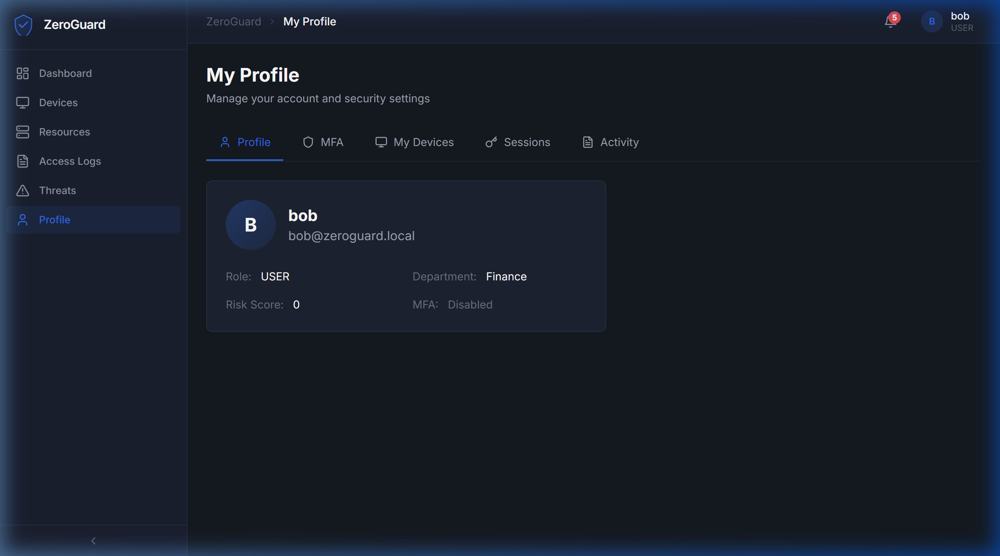 ZeroGuard
Dashboard
Devices
Resources
Access Logs
Threats
Profile
ZeroGuard > My Profile
5
B
bob
USER
My Profile
Manage your account and security settings
Profile
MFA
My Devices
Sessions
Activity
B
bob
bob@zeroguard.local
Role: USER
Department: Finance
Risk Score: 0
MFA: Disabled